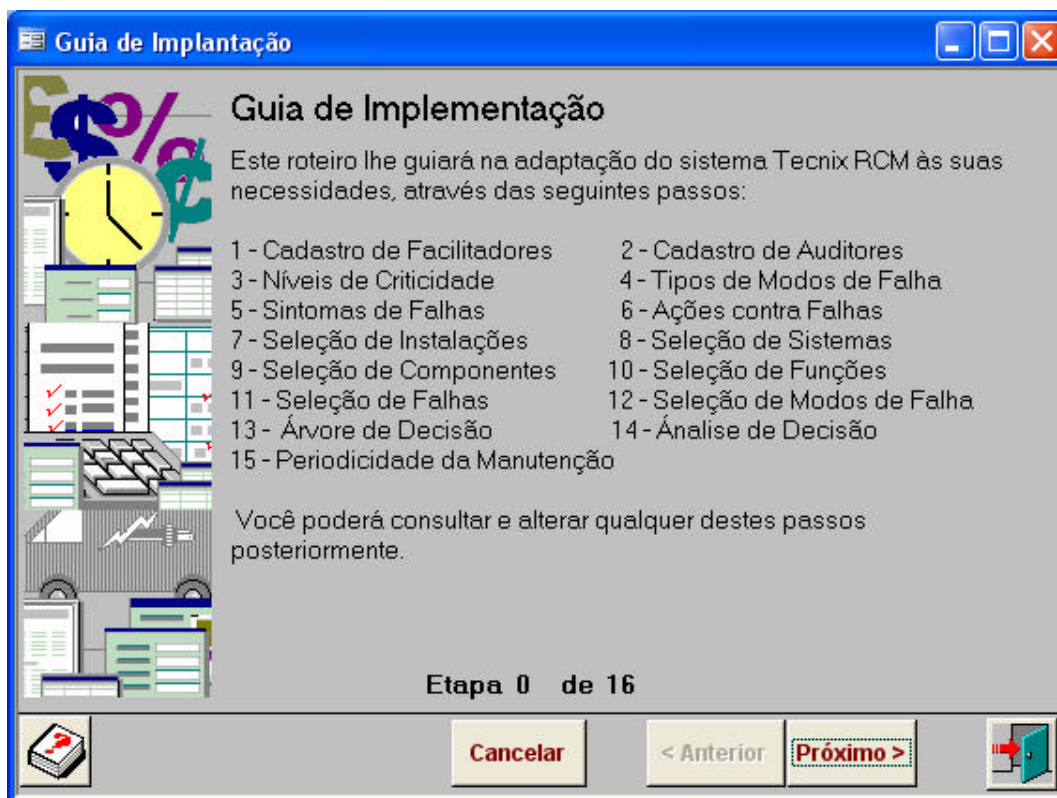 Guia de Implantação
Guia de Implementação
Este roteiro lhe guiará na adaptação do sistema Tecnix RCM às suas
necessidades, através das seguintes passos:
1 - Cadastro de Facilitadores 2 - Cadastro de Auditores
3 - Níveis de Criticidade 4 - Tipos de Modos de Falha
5 - Sintomas de Falhas 6 - Ações contra Falhas
7 - Seleção de Instalações 8 - Seleção de Sistemas
9 - Seleção de Componentes 10 - Seleção de Funções
11 - Seleção de Falhas 12 - Seleção de Modos de Falha
13 - Árvore de Decisão 14 - Ánalise de Decisão
15 - Periodicidade da Manutenção
Você poderá consultar e alterar qualquer destes passos
posteriormente.
Etapa 0 de 16
Cancelar < Anterior Próximo >